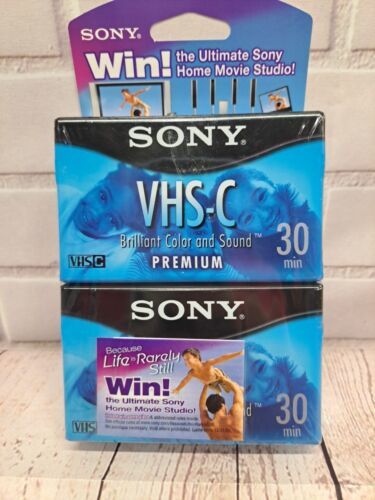 SONY®
Win! the Ultimate Sony
Home Movie Studio!
SONY®
VHS-C
Brilliant Color and Sound™
PREMIUM
30
min
VHS C
SONY®
Because
Life is Rarely
Still
Win!
the Ultimate Sony
Home Movie Studio!
30
min
VHS